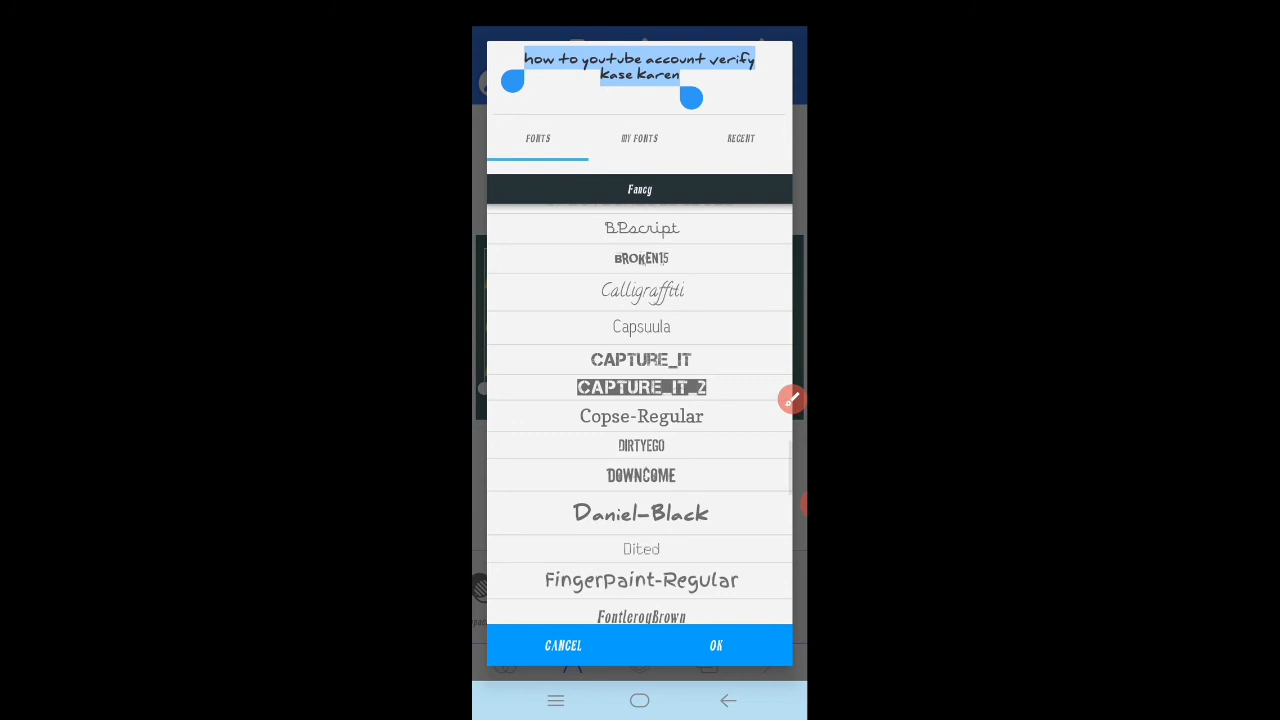 how to youtube account verify
kase karen
FONTS
MY FONTS
RECENT
Fancy
BPscript
BROKEN15
Calligraffiti
Capsuula
CAPTURE_IT
CAPTURE_IT_2
Copse-Regular
DIRTYEGO
DOWNCOME
Daniel-Black
Dited
FingerPaint-Regular
FontleroyBrown
CANCEL
OK